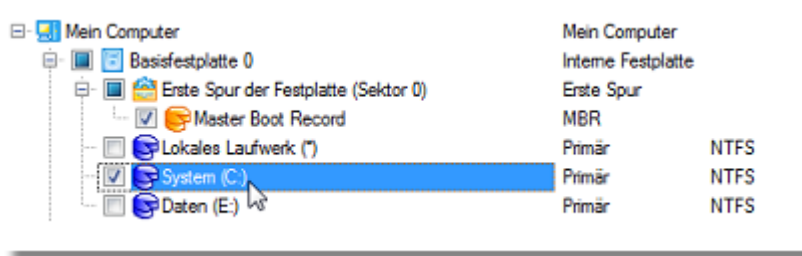 Mein Computer Mein Computer
Basisfestplatte 0 Interne Festplatte
Erste Spur der Festplatte (Sektor 0) Erste Spur
Master Boot Record MBR
Lokales Laufwerk (*) Primär NTFS
System (C:) Primär NTFS
Daten (E:) Primär NTFS